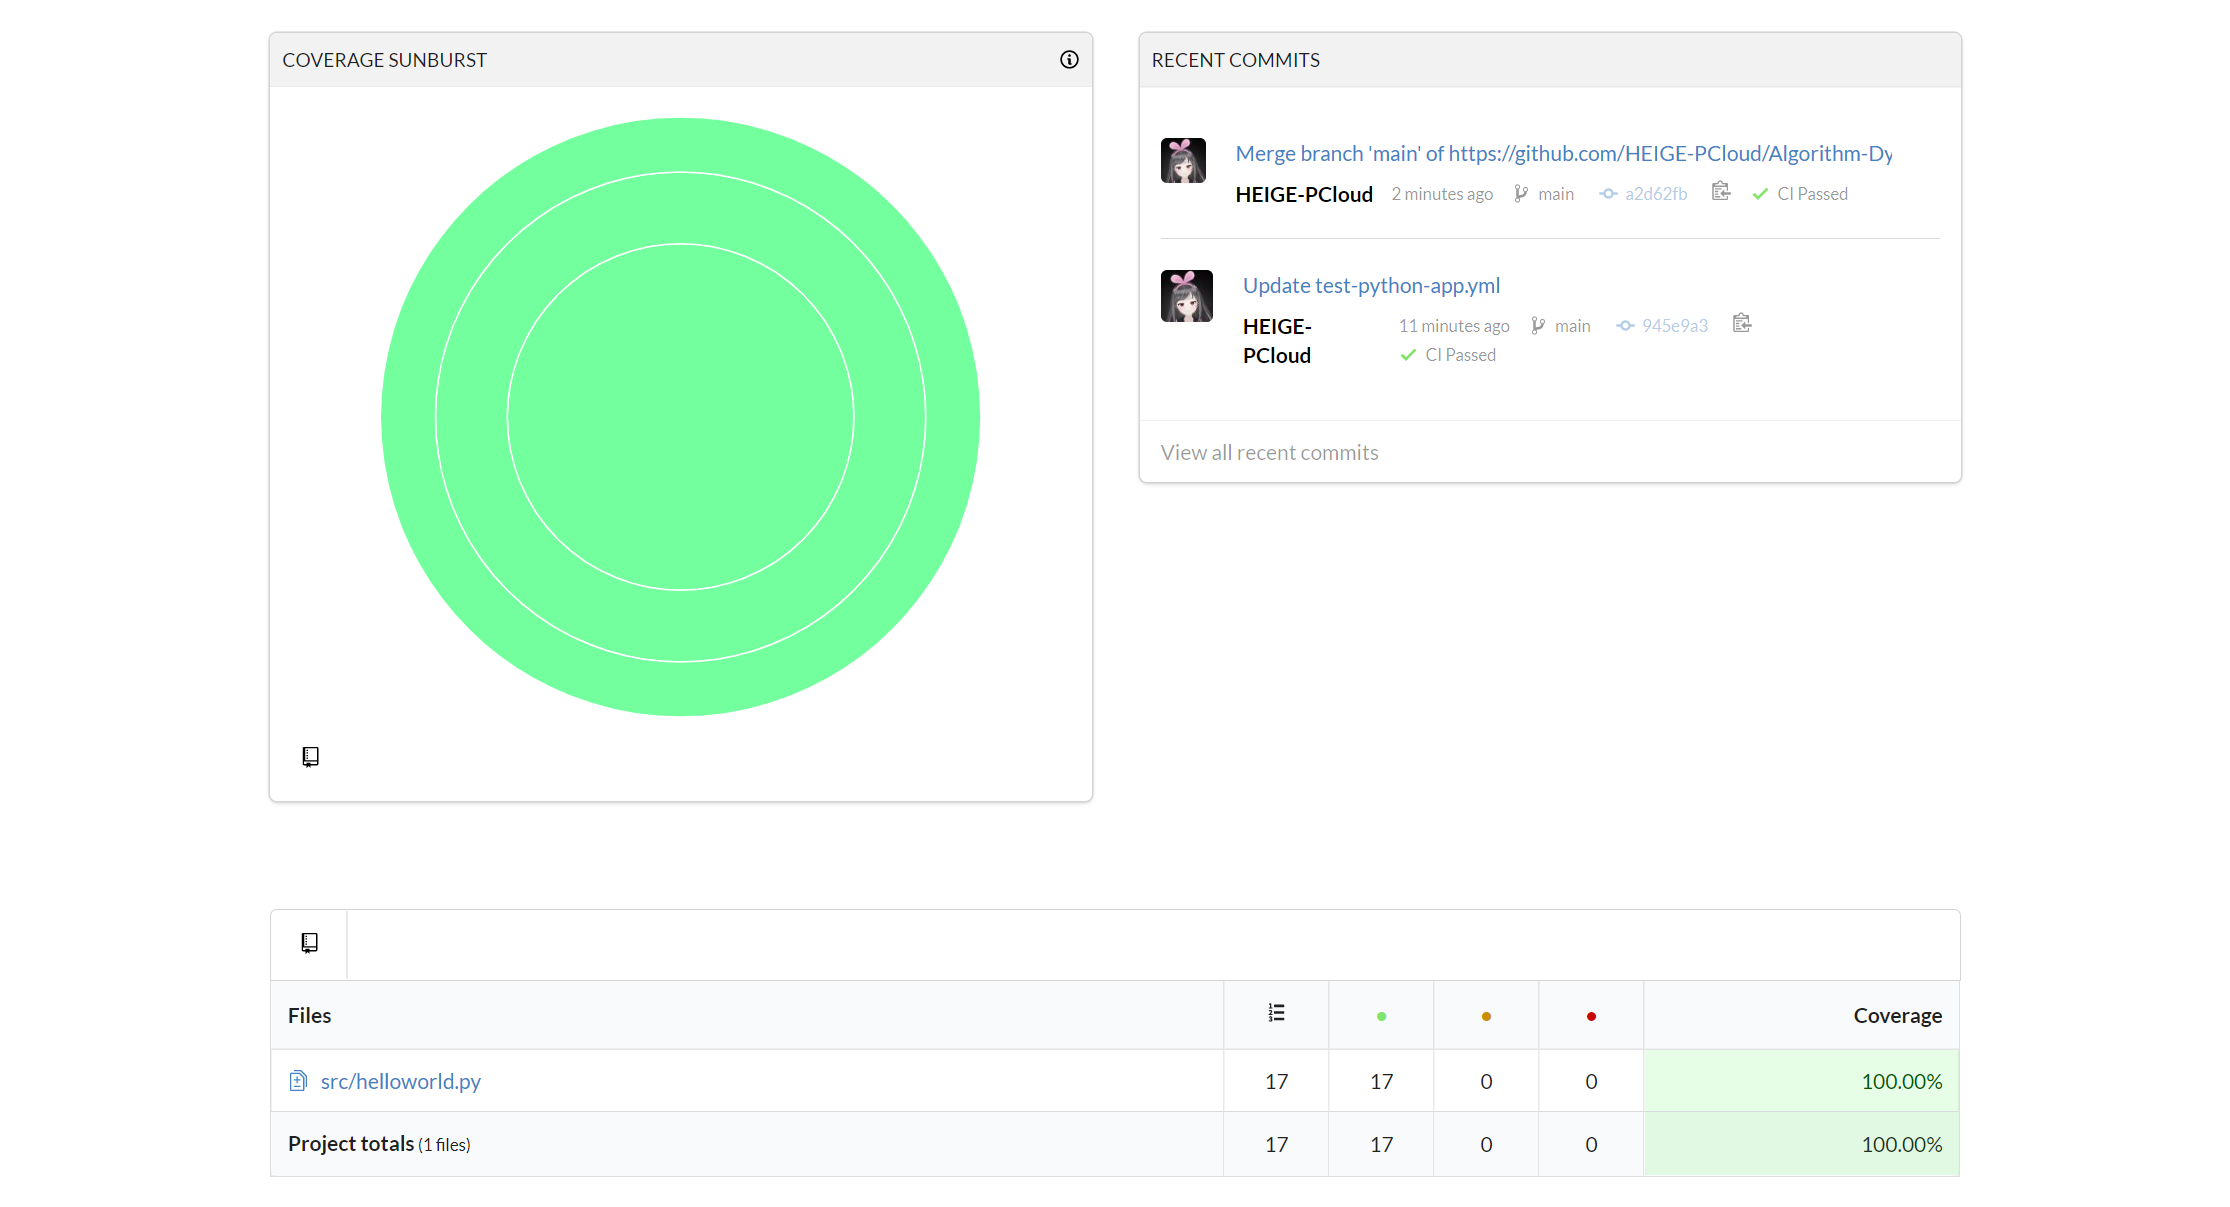 COVERAGE SUNBURST
RECENT COMMITS
Merge branch 'main' of https://github.com/HEIGE-PCloud/Algorithm-Dy
HEIGE-PCloud 2 minutes ago main a2d62fb CI Passed
Update test-python-app.yml
HEIGE-PCloud 11 minutes ago main 945e9a3
CI Passed
View all recent commits
Files Coverage
src/helloworld.py 17 17 0 0 100.00%
Project totals (1 files) 17 17 0 0 100.00%